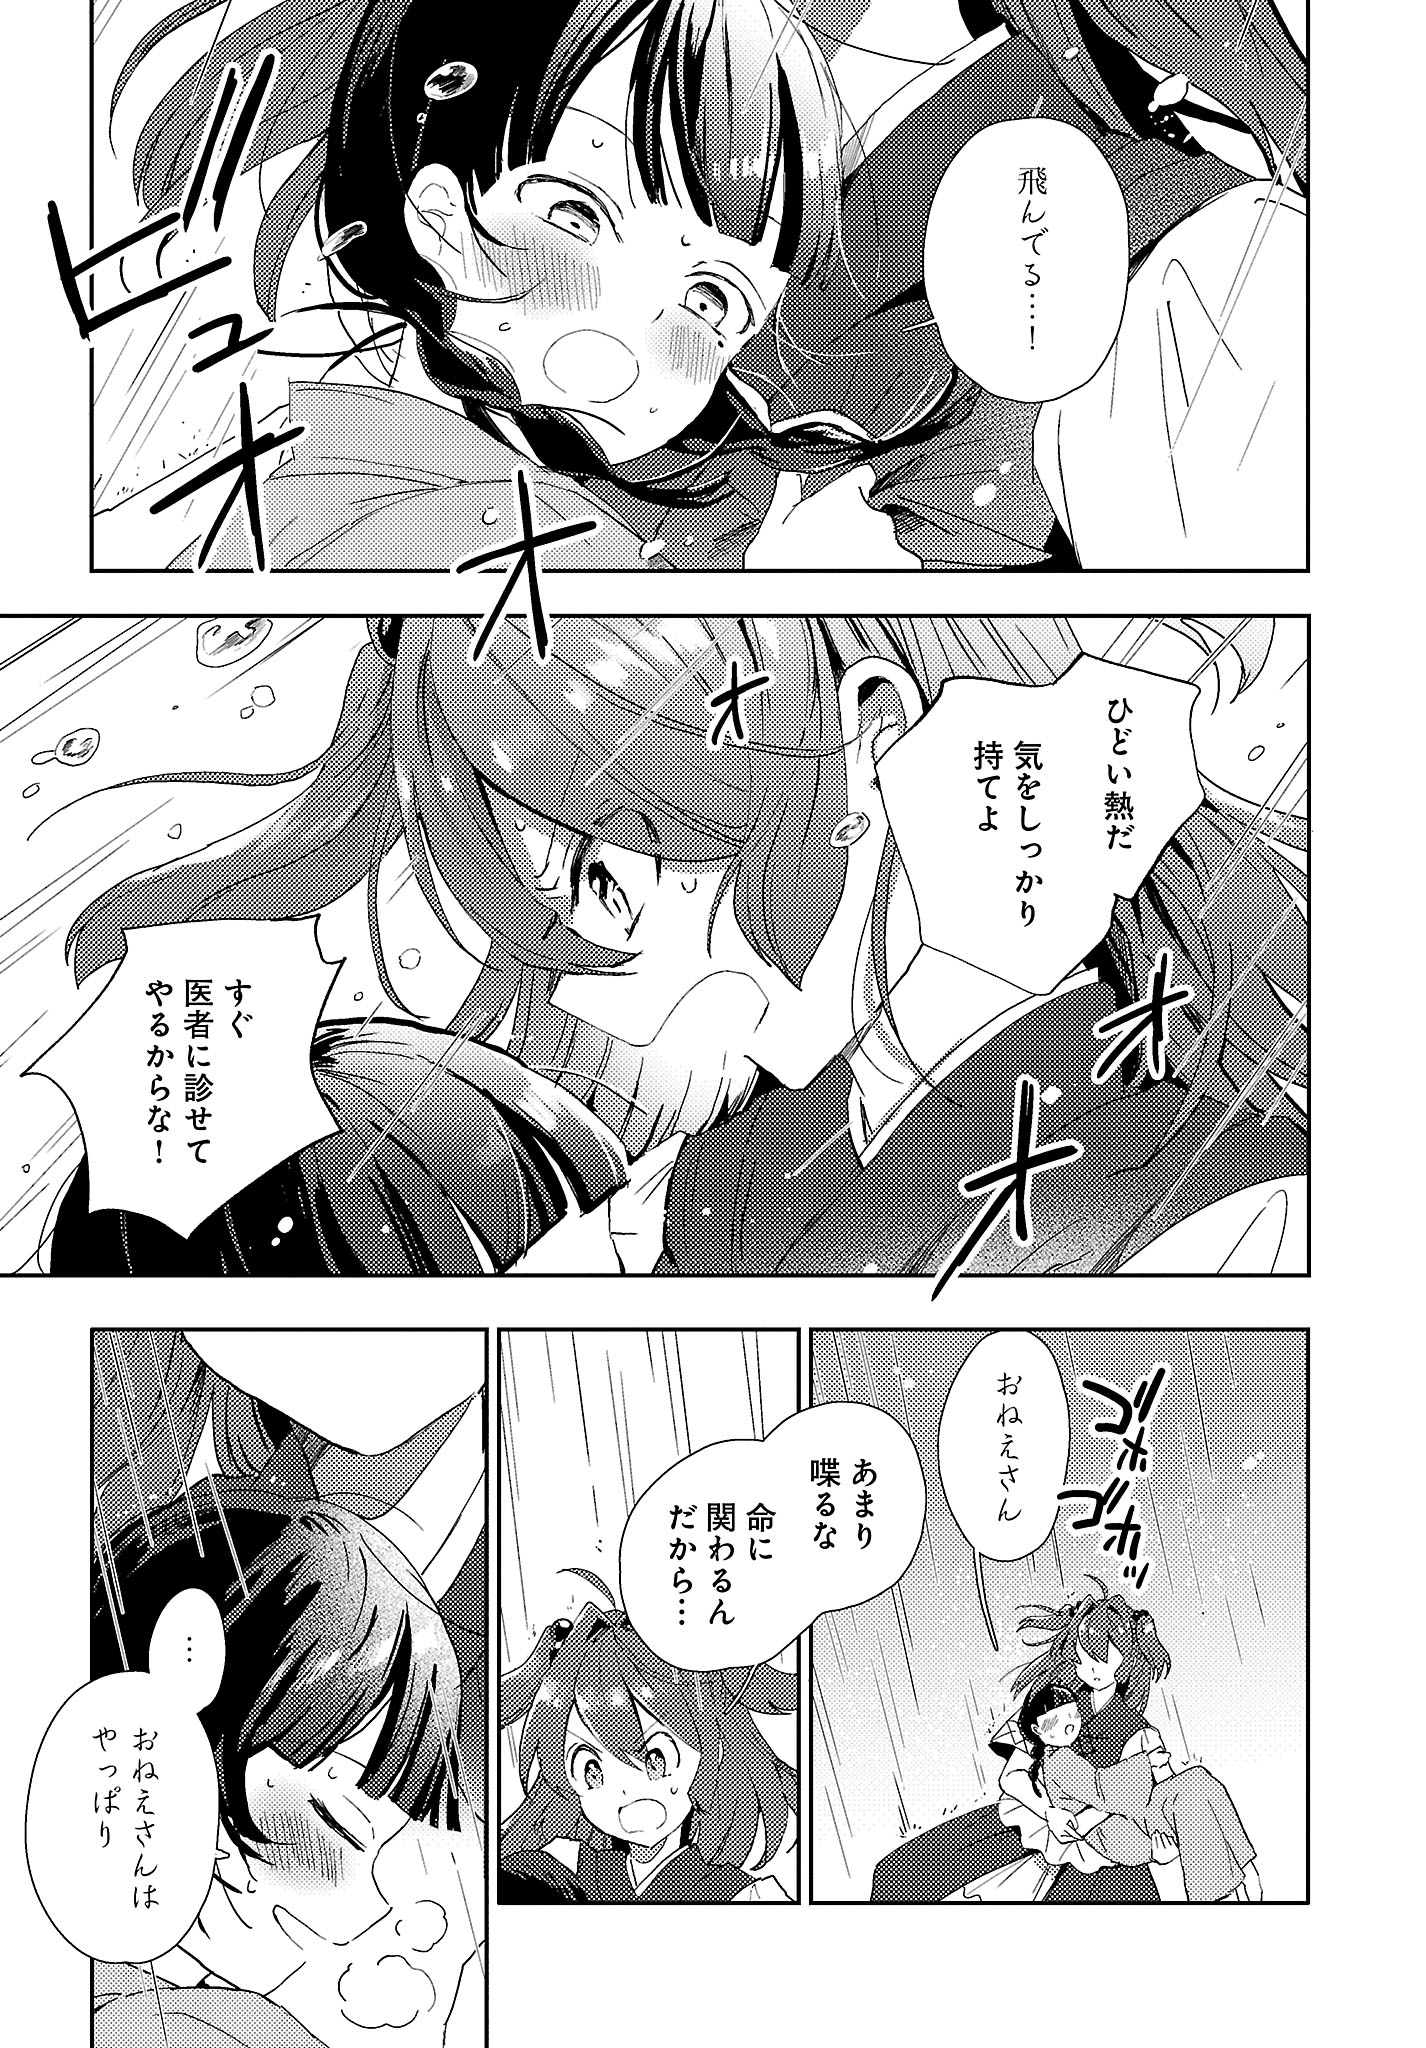 飛んでる…！
ビュオオオオ
ひどい熱だ
気をしっかり
持てよ
すぐ
医者に診せて
やるからな！
おねえさん
ゴホゴホッ
あまり
喋るな
命に
関わるん
だから…
…
おねえさんは
やっぱり